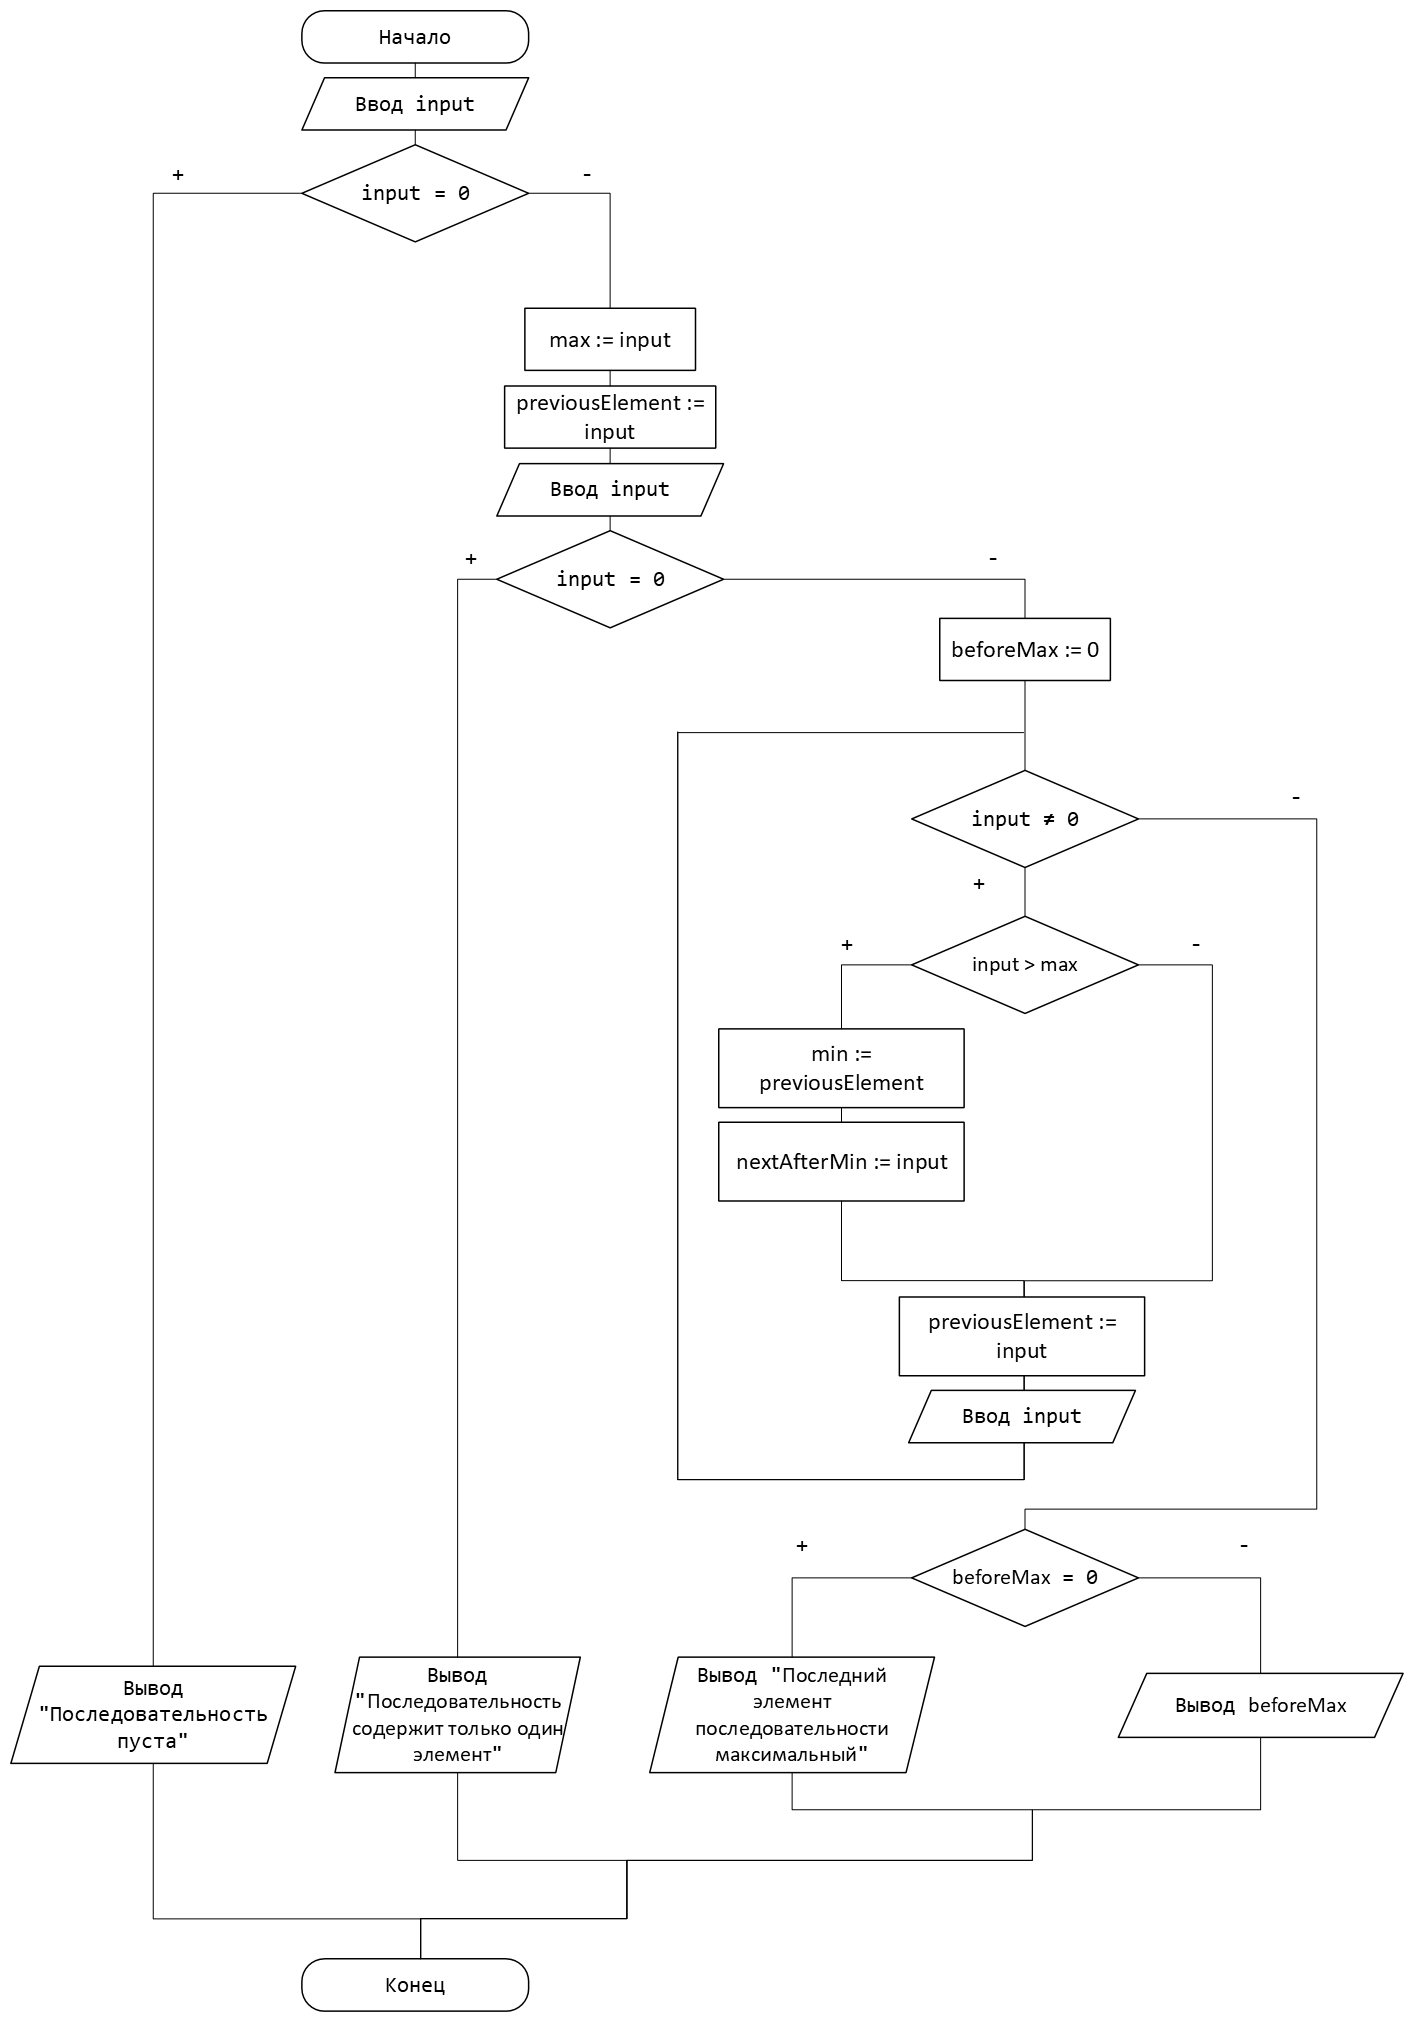 Начало
Ввод input
+
-
input = 0
max := input
previousElement :=
input
Ввод input
+
-
input = 0
beforeMax := 0
-
input ≠ 0
+
+
-
input > max
min :=
previousElement
nextAfterMin := input
previousElement :=
input
Ввод input
+
-
beforeMax = 0
Вывод
"Последовательность
пуста"
Вывод
"Последовательность
содержит только один
элемент"
Вывод "Последний
элемент
последовательности
максимальный"
Вывод beforeMax
Конец